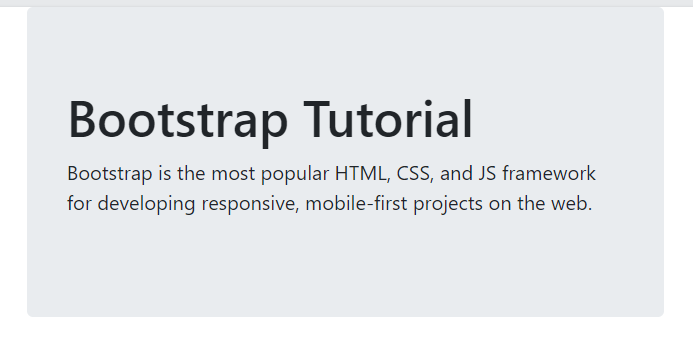 Bootstrap Tutorial
Bootstrap is the most popular HTML, CSS, and JS framework
for developing responsive, mobile-first projects on the web.